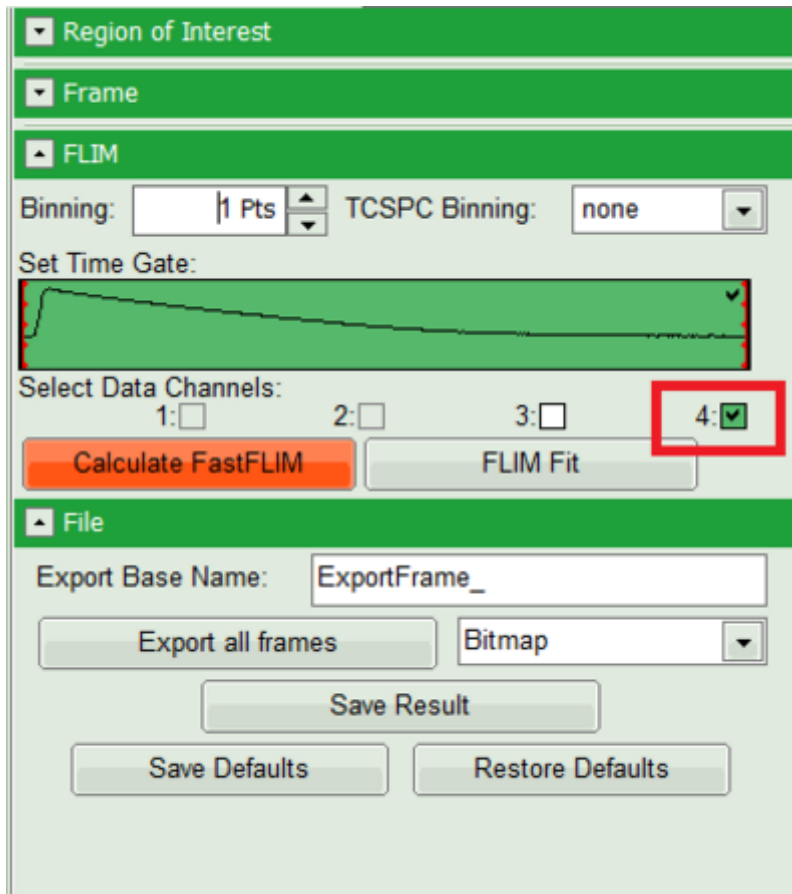 Region of Interest
Frame
FLIM
Binning: 1 Pts TCSPC Binning: none
Set Time Gate:
Select Data Channels:
1: 2: 3: 4:
Calculate FastFLIM FLIM Fit
File
Export Base Name: ExportFrame_
Export all frames Bitmap
Save Result
Save Defaults Restore Defaults